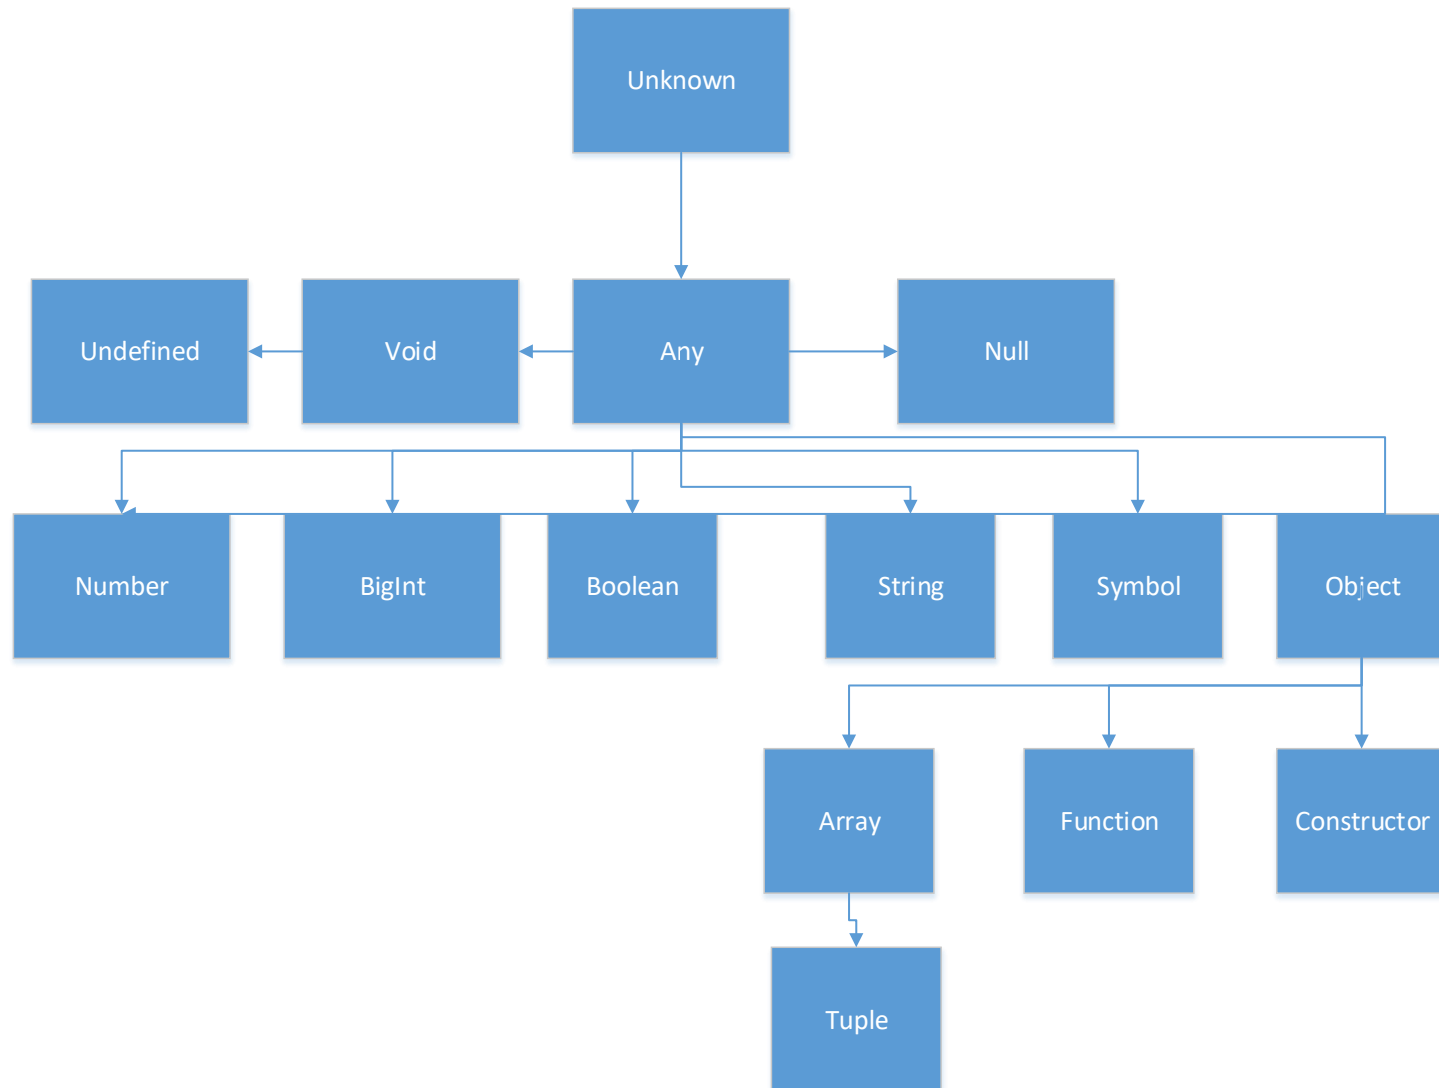 Unknown
Undefined
Void
Any
Null
Number
BigInt
Boolean
String
Symbol
Object
Array
Function
Constructor
Tuple